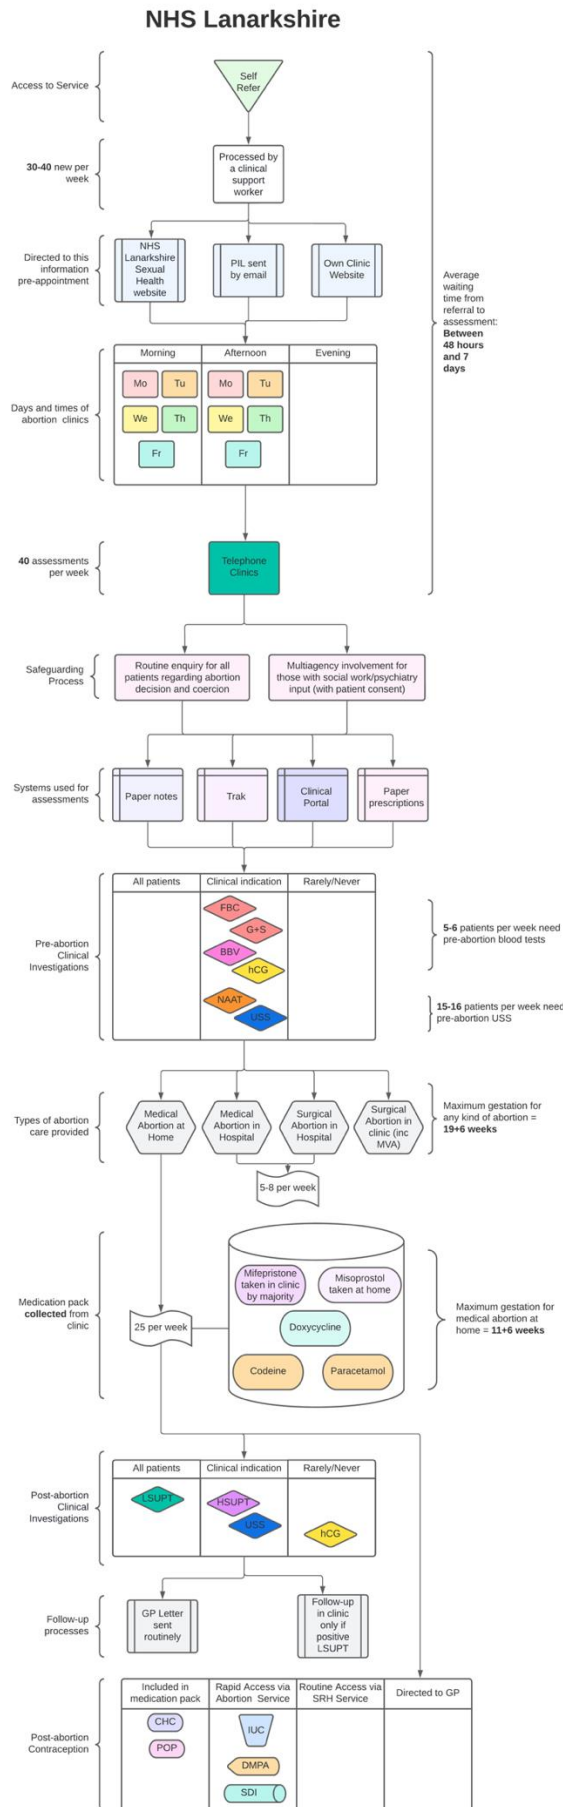 NHS Lanarkshire
Access to Service
Self
Refer
30-40 new per
week
Processed by
a clinical
support
worker
Directed to this
information
pre-appointment
NHS
Lanarkshire
Sexual
Health
website
PIL sent
by email
Own Clinic
Website
Average
waiting
time from
referral to
assessment:
Between
48 hours
and 7
days
Days and times of
abortion clinics
Morning
Afternoon
Evening
Mo
Tu
Mo
Tu
We
Th
We
Th
Fr
Fr
40 assessments
per week
Telephone
Clinics
Safeguarding
Process
Routine enquiry for all
patients regarding abortion
decision and coercion
Multiagency involvement for
those with social work/psychiatry
input (with patient consent)
Systems used for
assessments
Paper notes
Trak
Clinical
Portal
Paper
prescriptions
Pre-abortion
Clinical
Investigations
All patients
Clinical indication
Rarely/Never
FBC
G+S
BBV
hCG
NAAT
USS
5-6 patients per week need
pre-abortion blood tests
15-16 patients per week need
pre-abortion USS
Types of abortion
care provided
Medical
Abortion at
Home
Medical
Abortion in
Hospital
Surgical
Abortion in
Hospital
Surgical
Abortion in
clinic (inc
MVA)
Maximum gestation for
any kind of abortion =
19+6 weeks
5-8 per week
Medication pack
collected from
clinic
25 per week
Mifepristone
taken in clinic
by majority
Misoprostol
taken at home
Doxycycline
Codeine
Paracetamol
Maximum gestation for
medical abortion at
home = 11+6 weeks
Post-abortion
Clinical
Investigations
All patients
Clinical indication
Rarely/Never
LSUPT
HSUPT
USS
hCG
Follow-up
processes
GP Letter
sent
routinely
Follow-up
in clinic
only if
positive
LSUPT
Post-abortion
Contraception
Included in
medication pack
Rapid Access via
Abortion Service
Routine Access via
SRH Service
Directed to GP
CHC
POP
IUC
DMPA
SDI